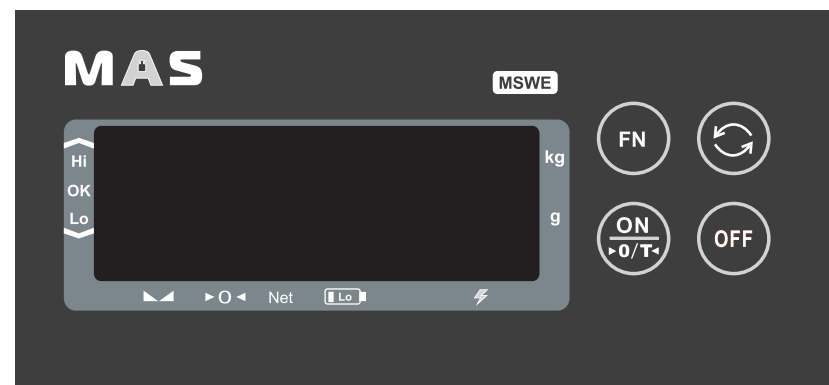 MAS
MSWE
Hi
OK
Lo
kg
g
►O◄ Net Lo
FN
ON
►0/T◄
OFF